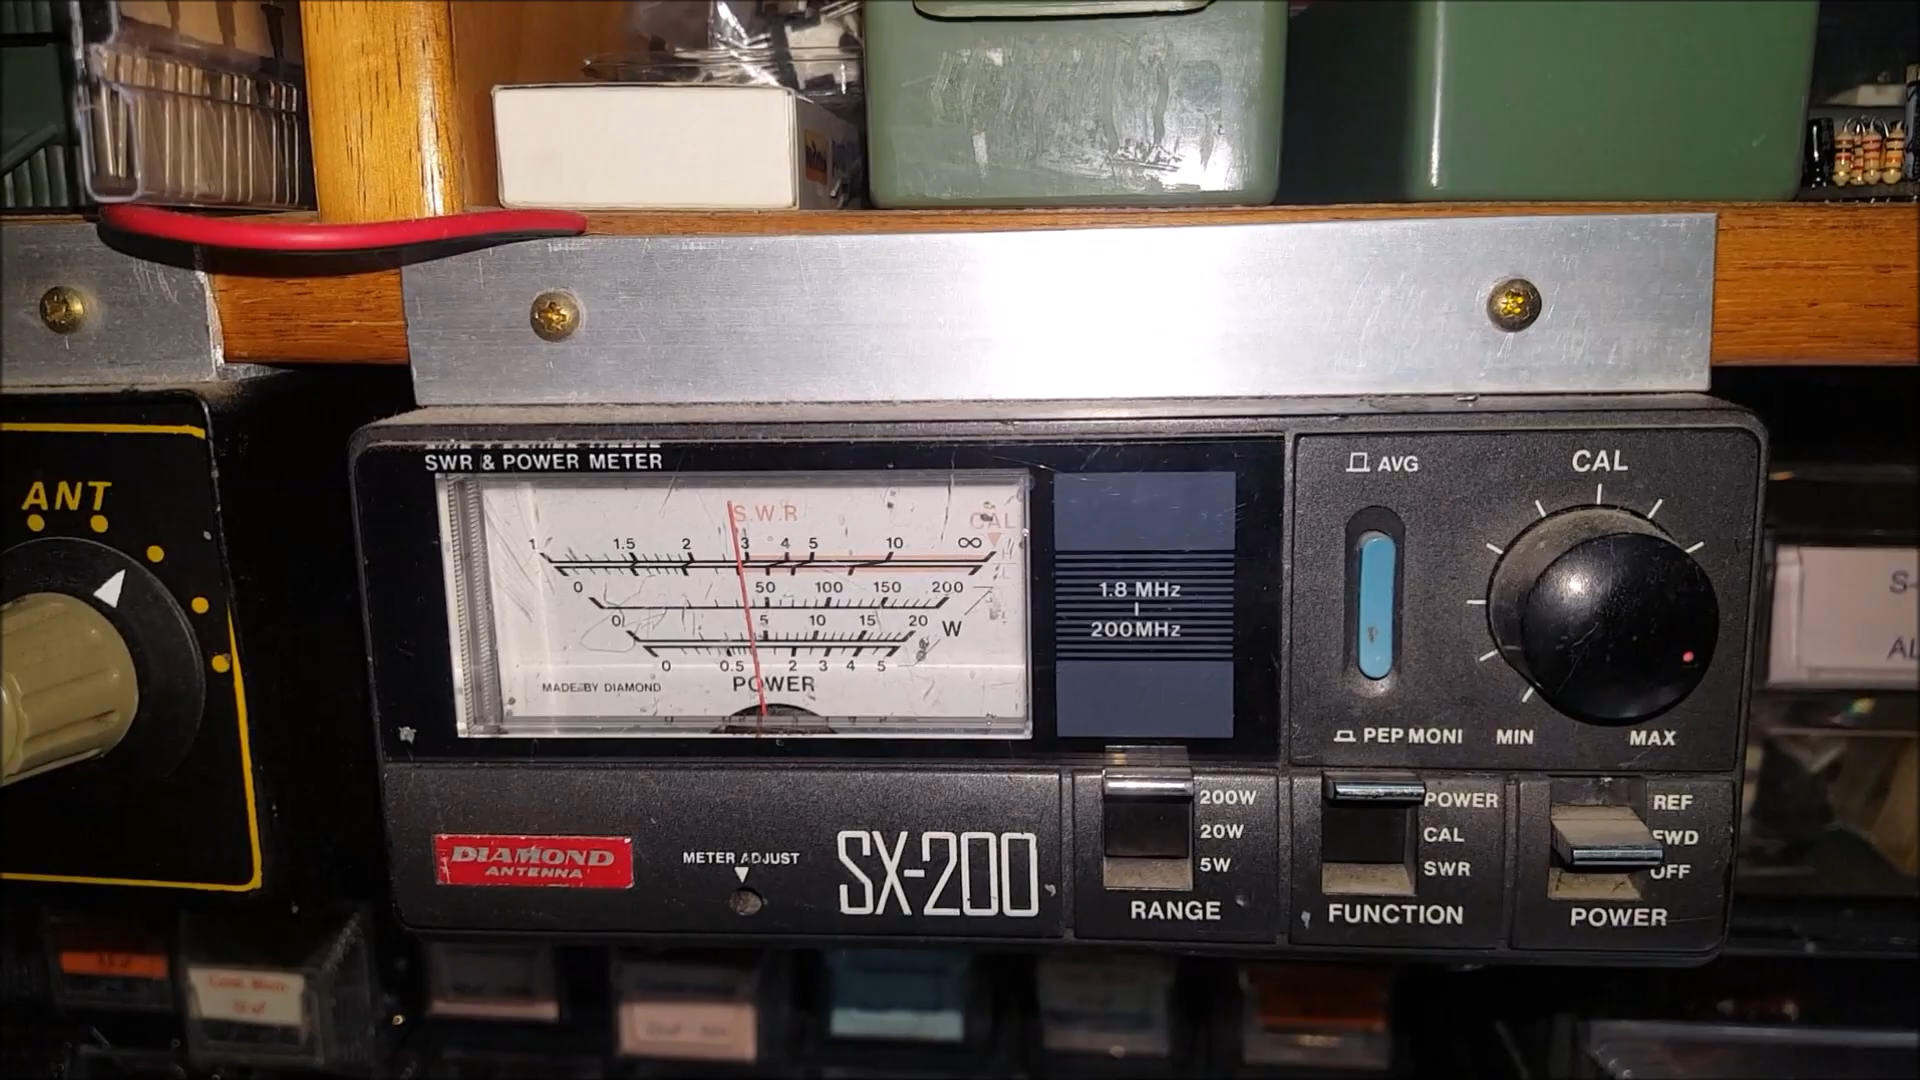 ANT
SWR & POWER METER
S.W.R
CAL
1 1.5 2 3 4 5 10 ∞
0 50 100 150 200
0 5 10 15 20 W
0 0.5 2 3 4 5
MADE BY DIAMOND
POWER
1.8 MHz
200MHz
AVG
PEP MONI
CAL
MIN
MAX
DIAMOND
ANTENNA
METER ADJUST
SX-200
200W
20W
5W
RANGE
POWER
CAL
SWR
FUNCTION
REF
FWD
OFF
POWER